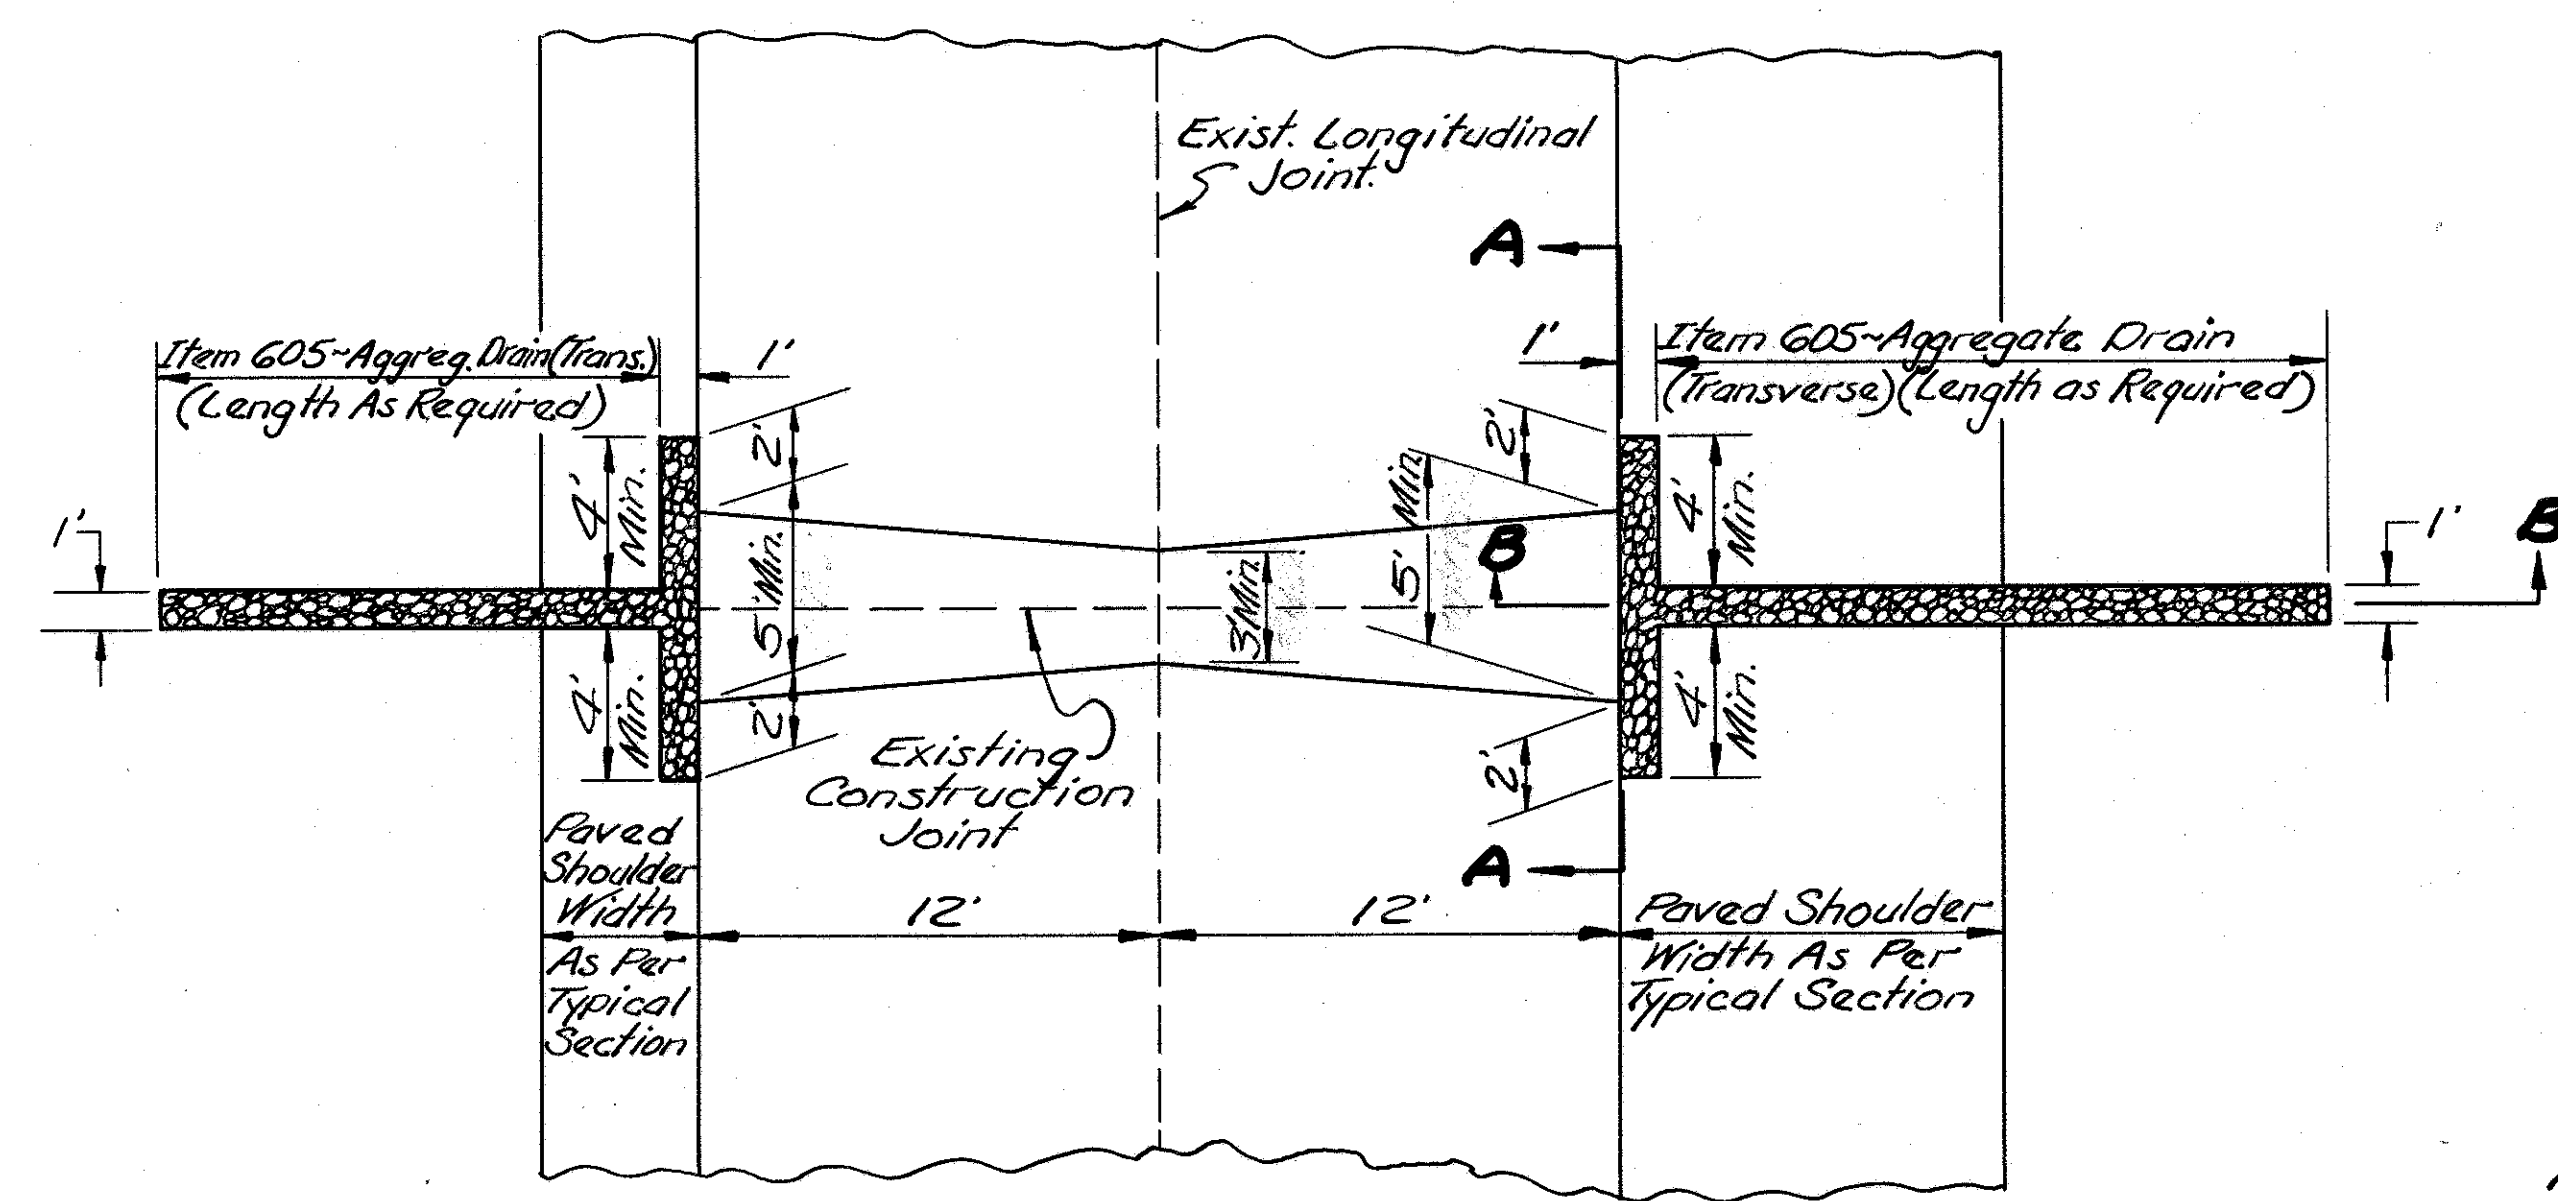 Exist. Longitudinal
Joint.
A
Item 605~Aggreg. Drain(Trans.)
(Length As Required)
1'
1'
Item 605~Aggregate Drain
(Transverse)(Length as Required)
2'
2'
4'
Min.
5' Min.
5' Min.
4'
Min.
1'
1'
B
B
3' Min.
4'
Min.
2'
4'
Min.
2'
Existing
Construction
Joint
A
Paved
Shoulder
Width
As Per
Typical
Section
12'
12'
Paved Shoulder
Width As Per
Typical Section